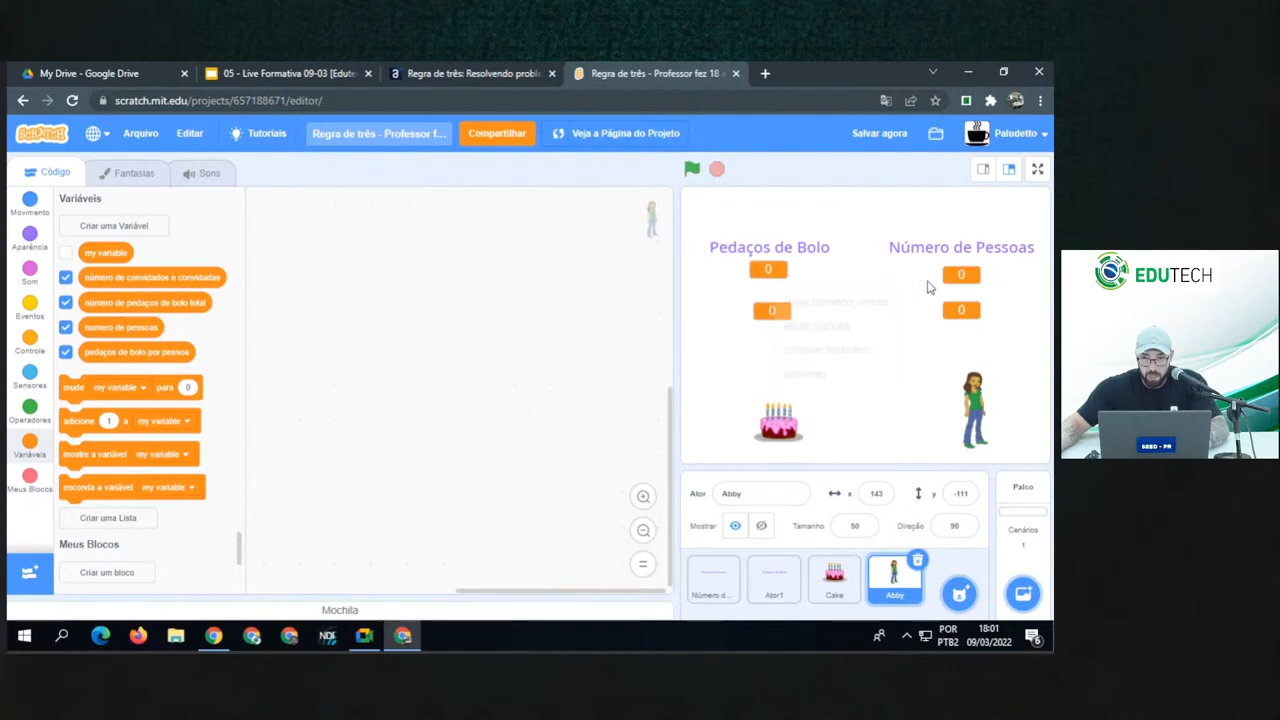 My Drive - Google Drive
05 - Live Formativa 09-03 [Edute
Regra de três: Resolvendo proble
Regra de três - Professor fez 18
scratch.mit.edu/projects/657188671/editor/
SCRATCH
Arquivo
Editar
Tutoriais
Regra de três - Professor f...
Compartilhar
Veja a Página do Projeto
Salvar agora
Paludetto
Código
Fantasias
Sons
Movimento
Aparência
Som
Eventos
Controle
Sensores
Operadores
Variáveis
Meus Blocos
Variáveis
Criar uma Variável
my variable
número de convidados e convidadas
número de pedaços de bolo total
numero de pessoas
pedaços de bolo por pessoa
mude my variable para 0
adicione 1 a my variable
mostre a variável my variable
esconda a variável my variable
Criar uma Lista
Meus Blocos
Criar um bloco
Mochila
Pedaços de Bolo
Número de Pessoas
0
0
0
0
Ator
Abby
x
143
y
-111
Mostrar
Tamanho
50
Direção
90
Número d...
Ator1
Cake
Abby
Palco
Cenários
1
EDUTECH
SEED - PR
NDI
POR
PTB2
18:01
09/03/2022
6